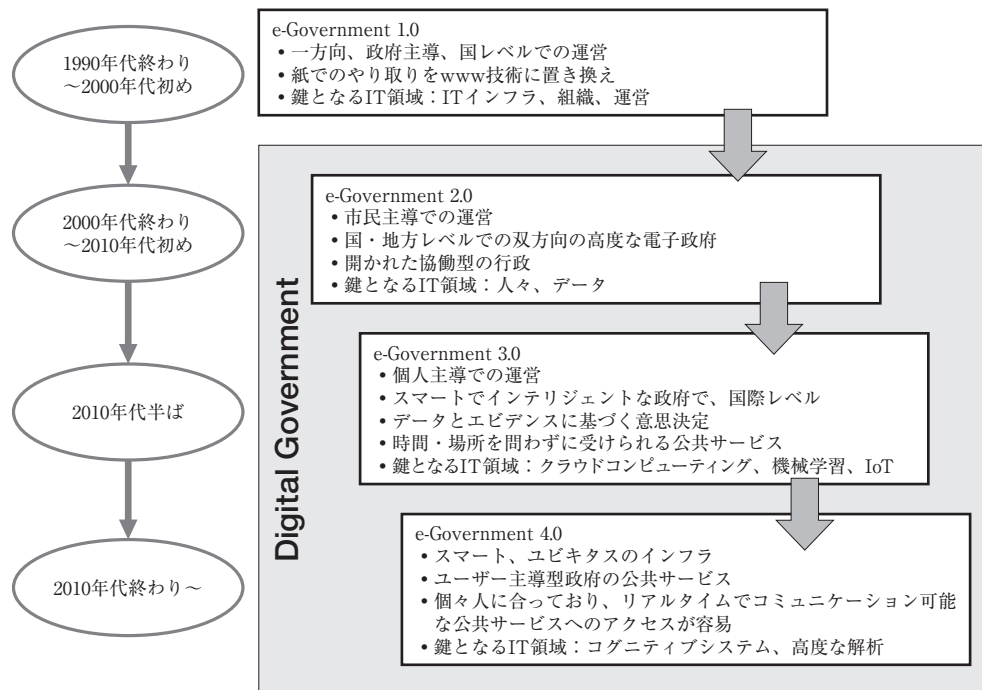 1990年代終わり
～2000年代初め
e-Government 1.0
• 一方向、政府主導、国レベルでの運営
• 紙でのやり取りをwww技術に置き換え
• 鍵となるIT領域：ITインフラ、組織、運営
2000年代終わり
～2010年代初め
Digital Government
e-Government 2.0
• 市民主導での運営
• 国・地方レベルでの双方向の高度な電子政府
• 開かれた協働型の行政
• 鍵となるIT領域：人々、データ
2010年代半ば
e-Government 3.0
• 個人主導での運営
• スマートでインテリジェントな政府で、国際レベル
• データとエビデンスに基づく意思決定
• 時間・場所を問わずに受けられる公共サービス
• 鍵となるIT領域：クラウドコンピューティング、機械学習、IoT
2010年代終わり～
e-Government 4.0
• スマート、ユビキタスのインフラ
• ユーザー主導型政府の公共サービス
• 個々人に合っており、リアルタイムでコミュニケーション可能
な公共サービスへのアクセスが容易
• 鍵となるIT領域：コグニティブシステム、高度な解析